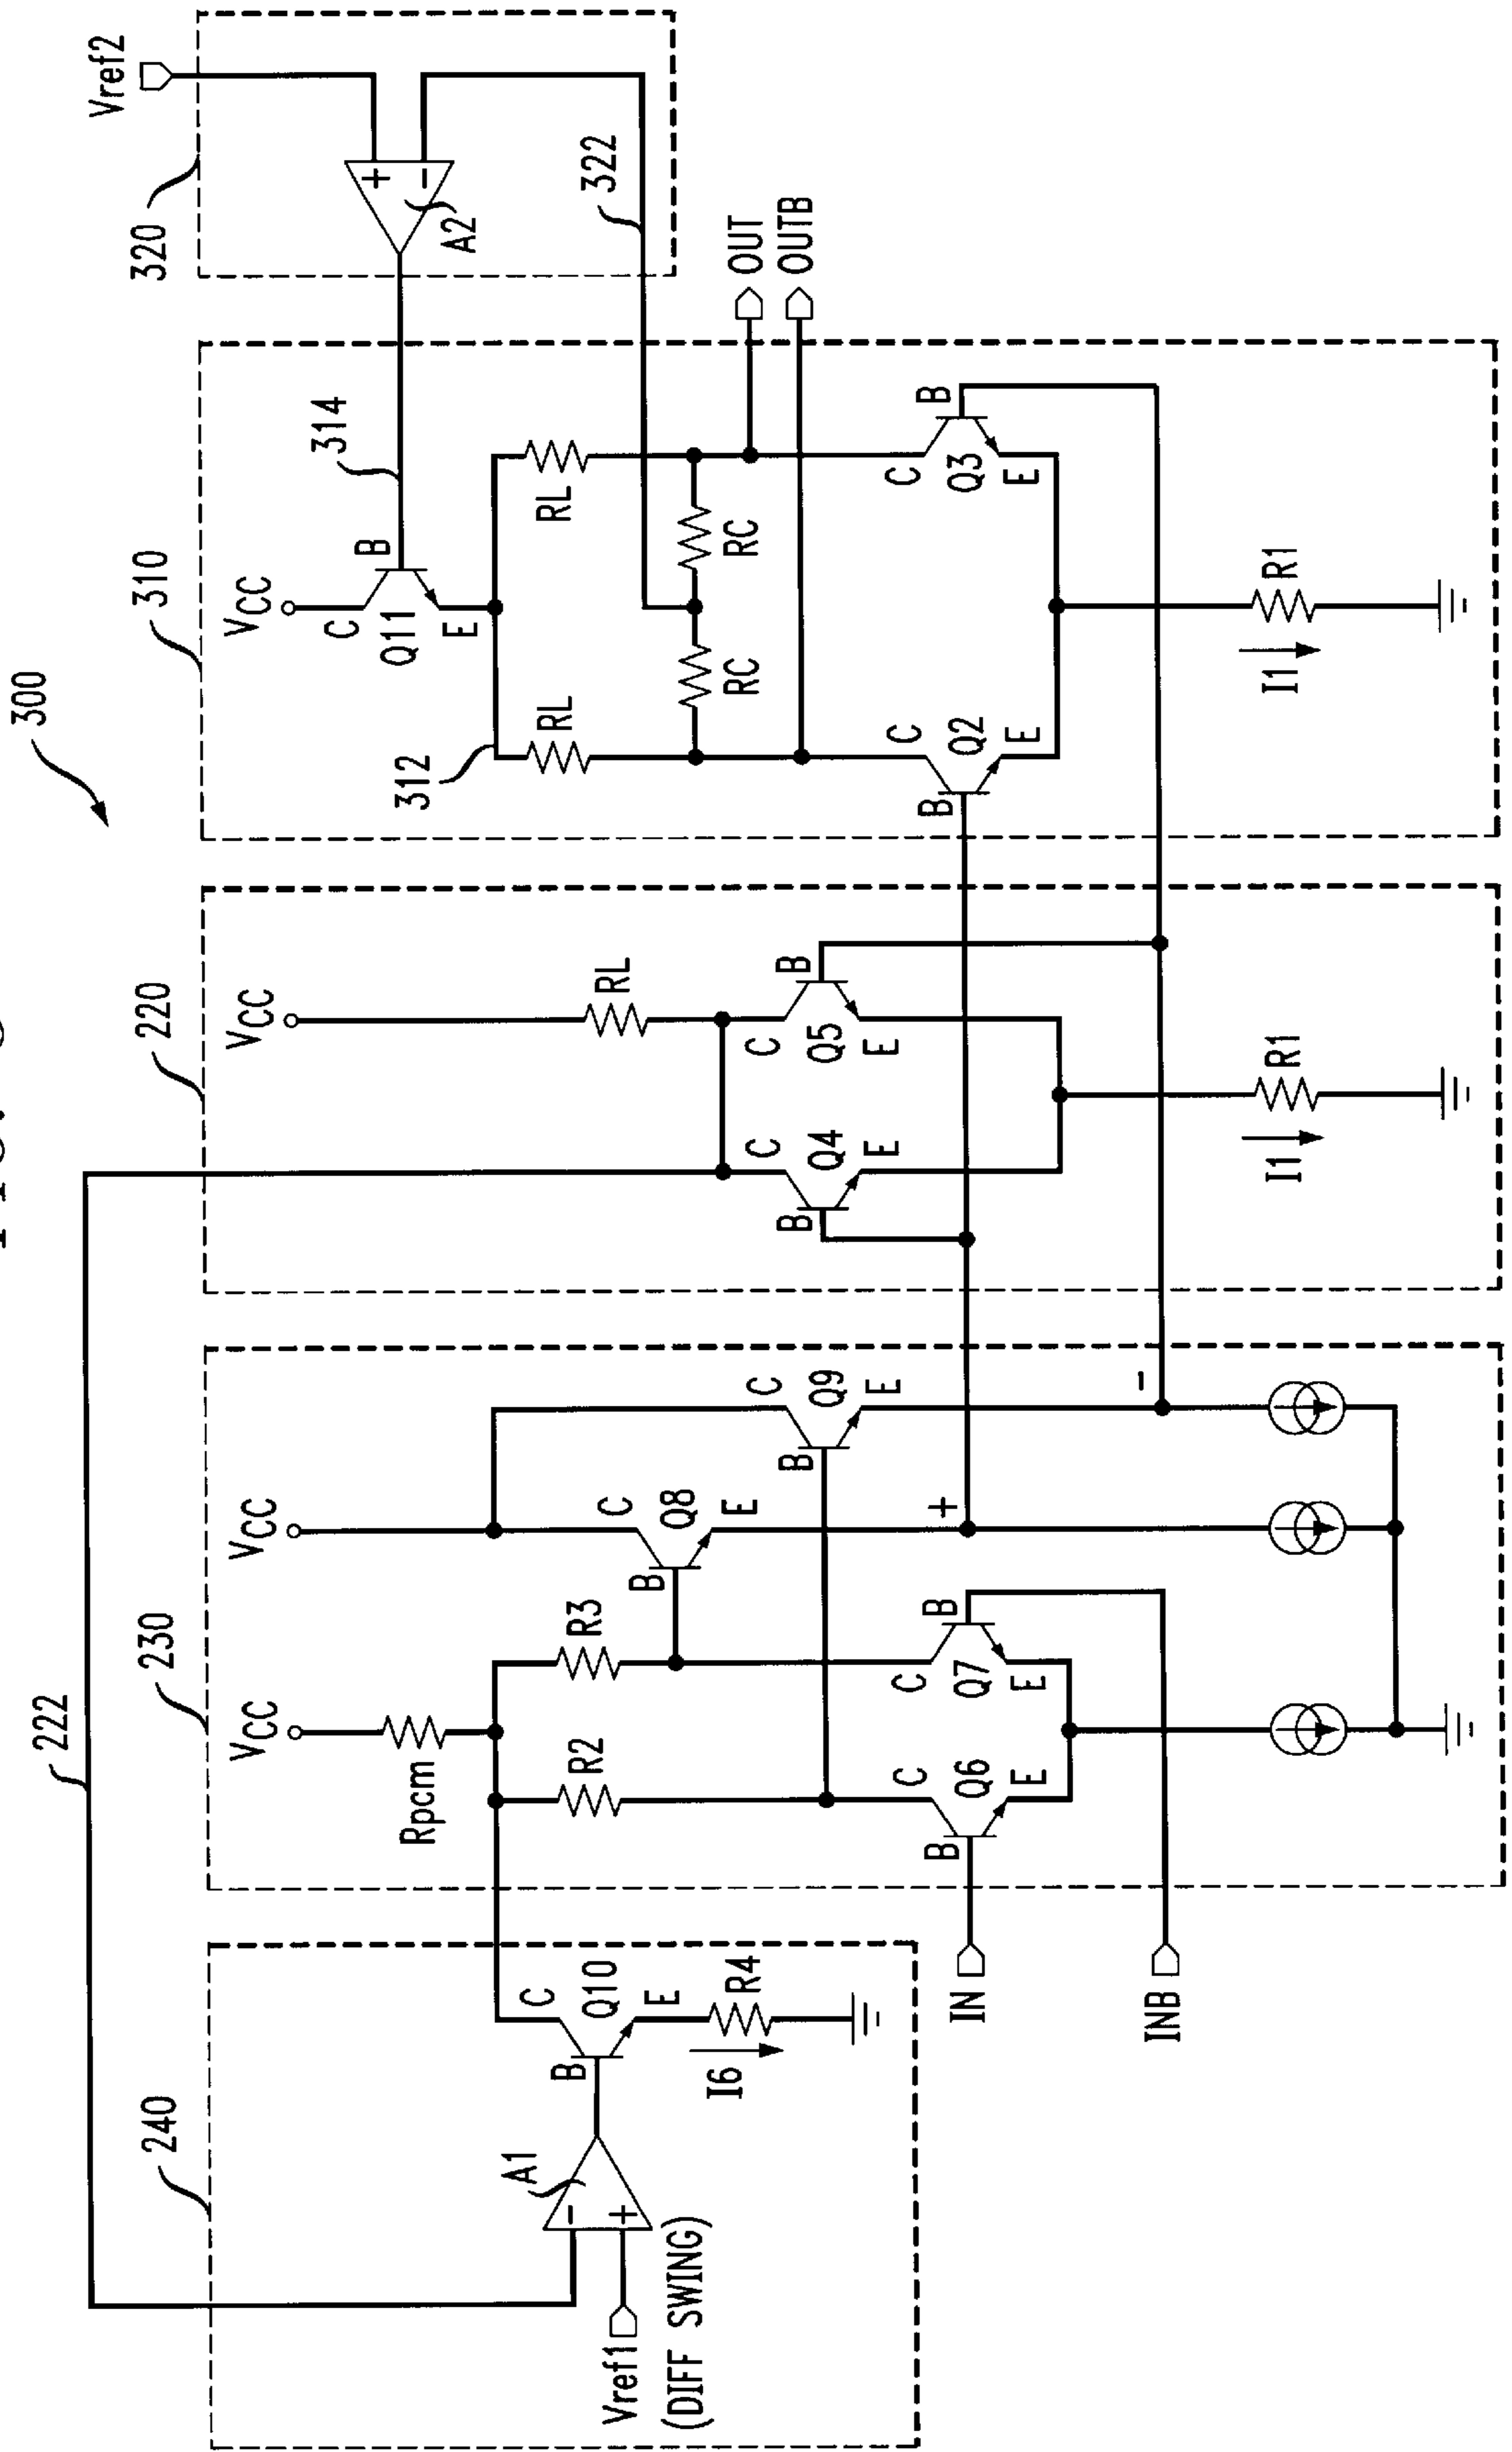 300
240
222
230
220
310
320
Vref1
(DIFF SWING)
A1
-
+
B
C
Q10
E
I6
R4
IN
INB
VCC
Rpcm
R2
R3
B
C
Q6
E
B
C
Q7
E
VCC
C
B
Q8
E
+
C
B
Q9
E
-
VCC
RL
C
B
Q4
E
C
B
Q5
E
I1
R1
VCC
C
B
Q11
E
314
312
RL
RL
RC
RC
C
B
Q2
E
C
B
Q3
E
I1
R1
OUT
OUTB
Vref2
+
-
A2
322